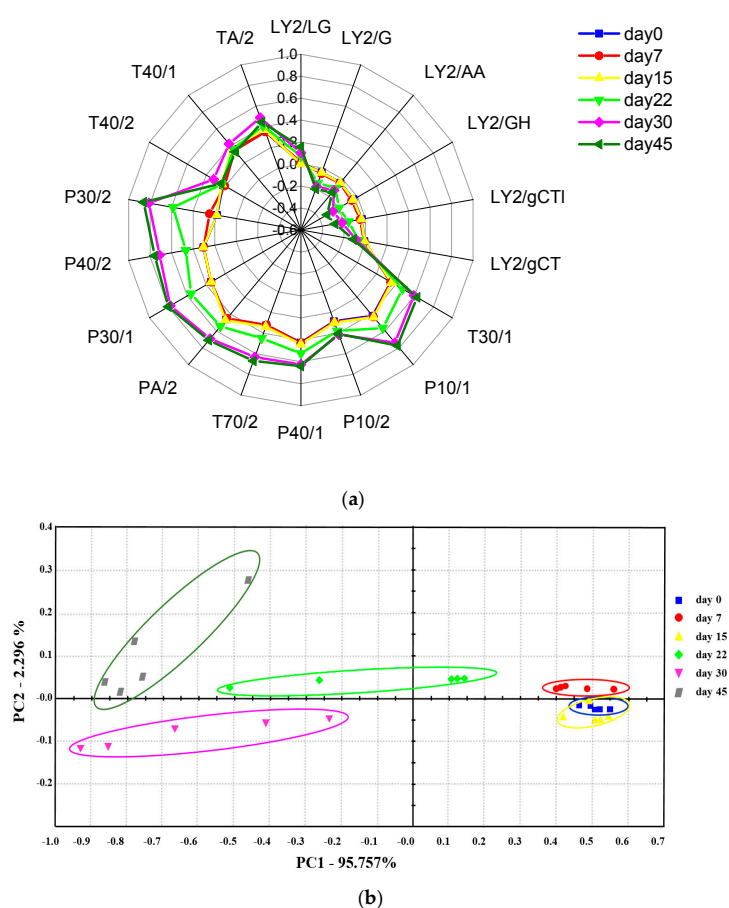 LY2/LG
LY2/G
LY2/AA
LY2/GH
LY2/gCTl
LY2/gCT
T30/1
P10/1
P10/2
P40/1
T70/2
PA/2
P30/1
P40/2
P30/2
T40/2
T40/1
TA/2
1.0
0.8
0.6
0.4
0.2
0.0
-0.2
-0.4
-0.6
day0
day7
day15
day22
day30
day45
(a)
0.4
0.3
0.2
0.1
-0.0
-0.1
-0.2
PC2 - 2.296 %
-1.0 -0.9 -0.8 -0.7 -0.6 -0.5 -0.4 -0.3 -0.2 -0.1 -0.0 0.1 0.2 0.3 0.4 0.5 0.6 0.7
PC1 - 95.757%
day 0
day 7
day 15
day 22
day 30
day 45
(b)